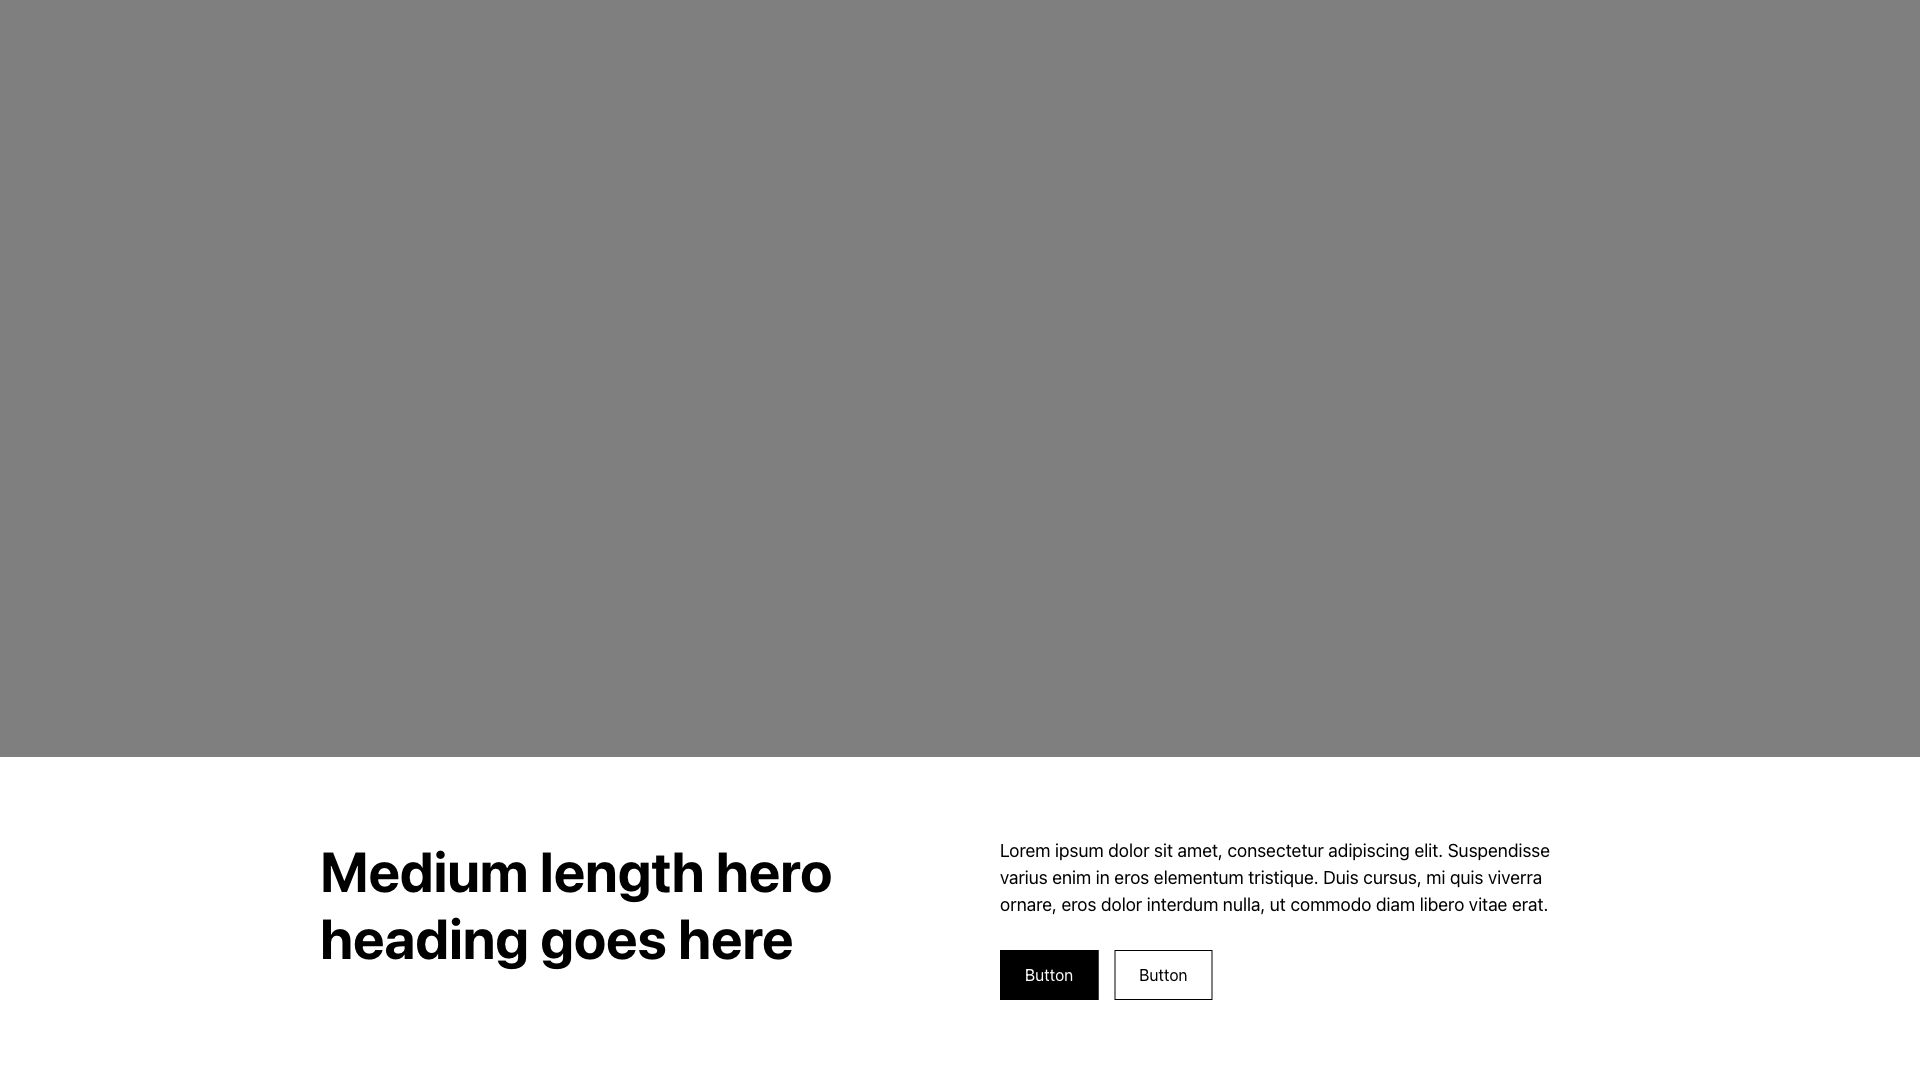 Medium length hero
heading goes here
Lorem ipsum dolor sit amet, consectetur adipiscing elit. Suspendisse
varius enim in eros elementum tristique. Duis cursus, mi quis viverra
ornare, eros dolor interdum nulla, ut commodo diam libero vitae erat.
Button
Button